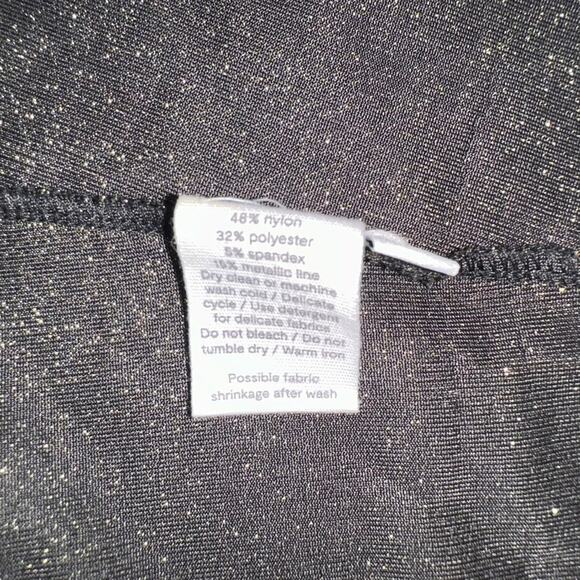 48% nylon
32% polyester
5% spandex
15% metallic line
Dry clean or machine
wash cold / Delicate
cycle / Use detergent
for delicate fabrics
Do not bleach / Do not
tumble dry / Warm iron
Possible fabric
shrinkage after wash